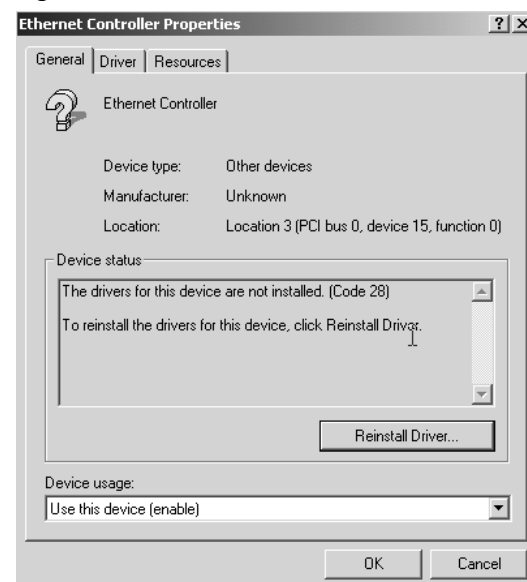 Ethernet Controller Properties
General Driver Resources
Ethernet Controller
Device type: Other devices
Manufacturer: Unknown
Location: Location 3 (PCI bus 0, device 15, function 0)
Device status
The drivers for this device are not installed. (Code 28)
To reinstall the drivers for this device, click Reinstall Driver.
Reinstall Driver...
Device usage:
Use this device (enable)
OK Cancel